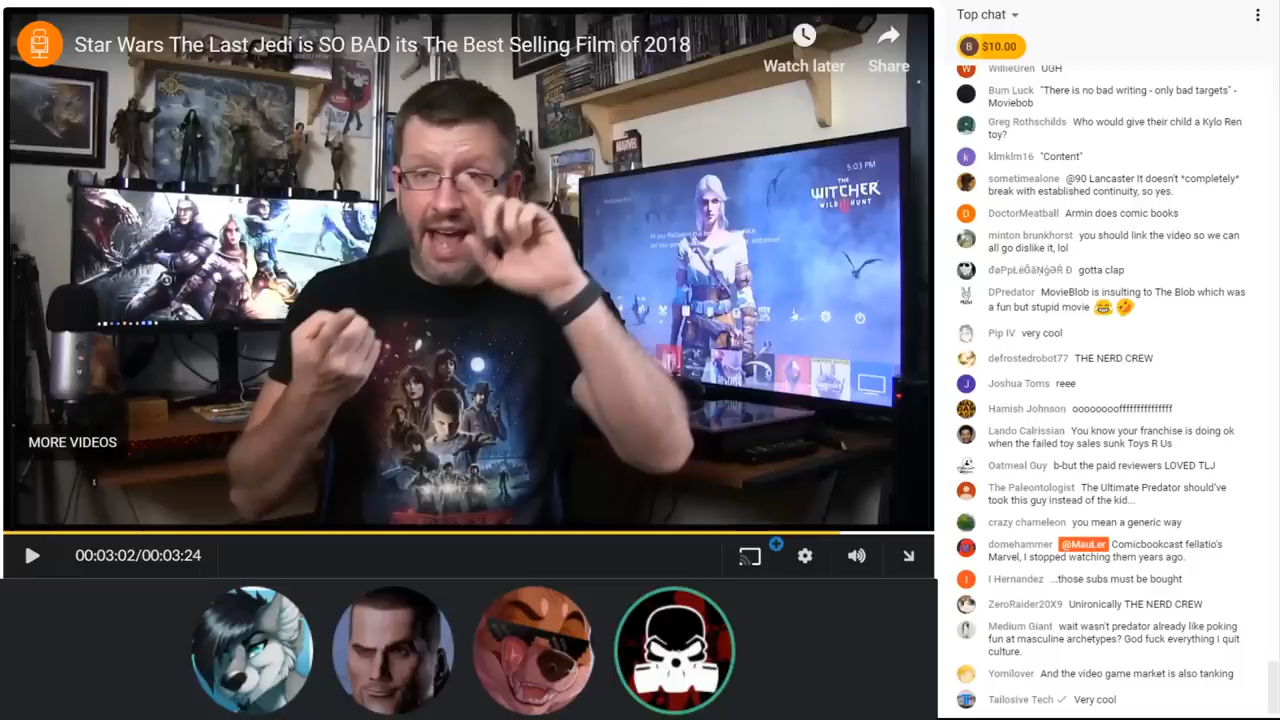 Star Wars The Last Jedi is SO BAD its The Best Selling Film of 2018
Watch later
Share
MARVEL
5:03 PM
THE
WITCHER
WILD HUNT
MORE VIDEOS
00:03:02/00:03:24
Top chat
B $10.00
W WillieGren UGH
Bum Luck "There is no bad writing - only bad targets" -
Moviebob
Greg Rothschilds Who would give their child a Kylo Ren
toy?
k klmklm16 "Content"
sometimealone @90 Lancaster It doesn't *completely*
break with established continuity, so yes.
D DoctorMeatball Armin does comic books
minton brunkhorst you should link the video so we can
all go dislike it, lol
gotta clap
DPredator MovieBlob is insulting to The Blob which was
a fun but stupid movie 😂 🤣
Pip IV very cool
defrostedrobot77 THE NERD CREW
J Joshua Toms reee
Hamish Johnson ooooooooffffffffffffffff
Lando Calrissian You know your franchise is doing ok
when the failed toy sales sunk Toys R Us
Oatmeal Guy b-but the paid reviewers LOVED TLJ
The Paleontologist The Ultimate Predator should've
took this guy instead of the kid...
crazy chameleon you mean a generic way
domehammer @MauLer Comicbookcast fellatio's
Marvel, I stopped watching them years ago.
I I Hernandez ...those subs must be bought
ZeroRaider20X9 Unironically THE NERD CREW
Medium Giant wait wasn't predator already like poking
fun at masculine archetypes? God fuck everything I quit
culture.
Yomilover And the video game market is also tanking
Tailosive Tech ✓ Very cool